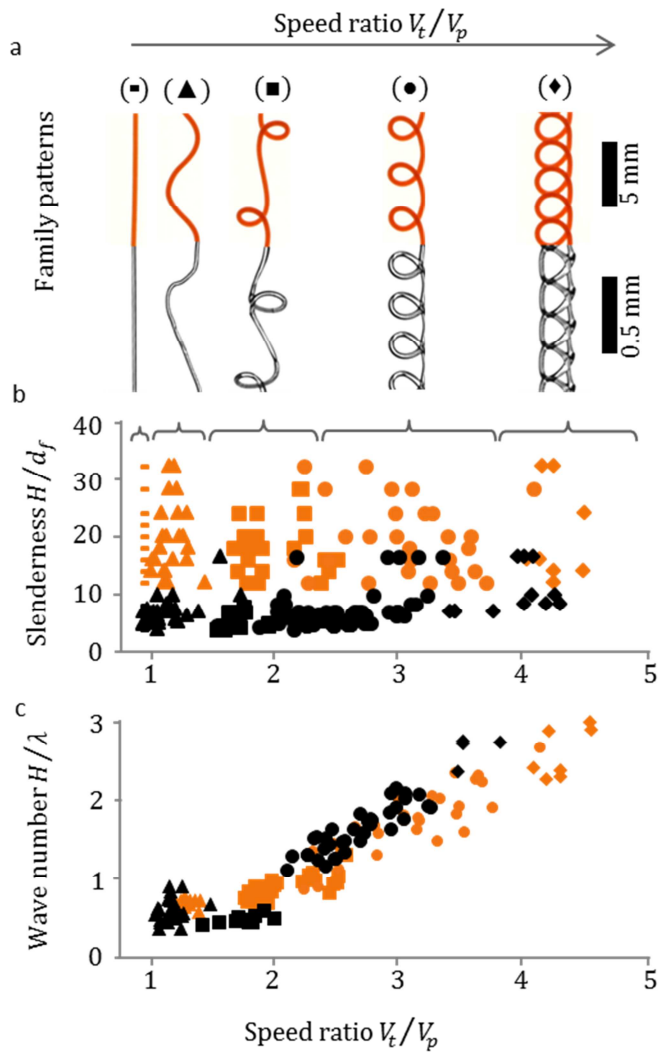 Speed ratio V_t/V_p
a
(-) (▲) (■) (●) (♦)
Family patterns
5 mm
0.5 mm
b
Slenderness H/d_f
40
30
20
10
0
1 2 3 4 5
c
Wave number H/λ
3
2
1
0
1 2 3 4 5
Speed ratio V_t/V_p